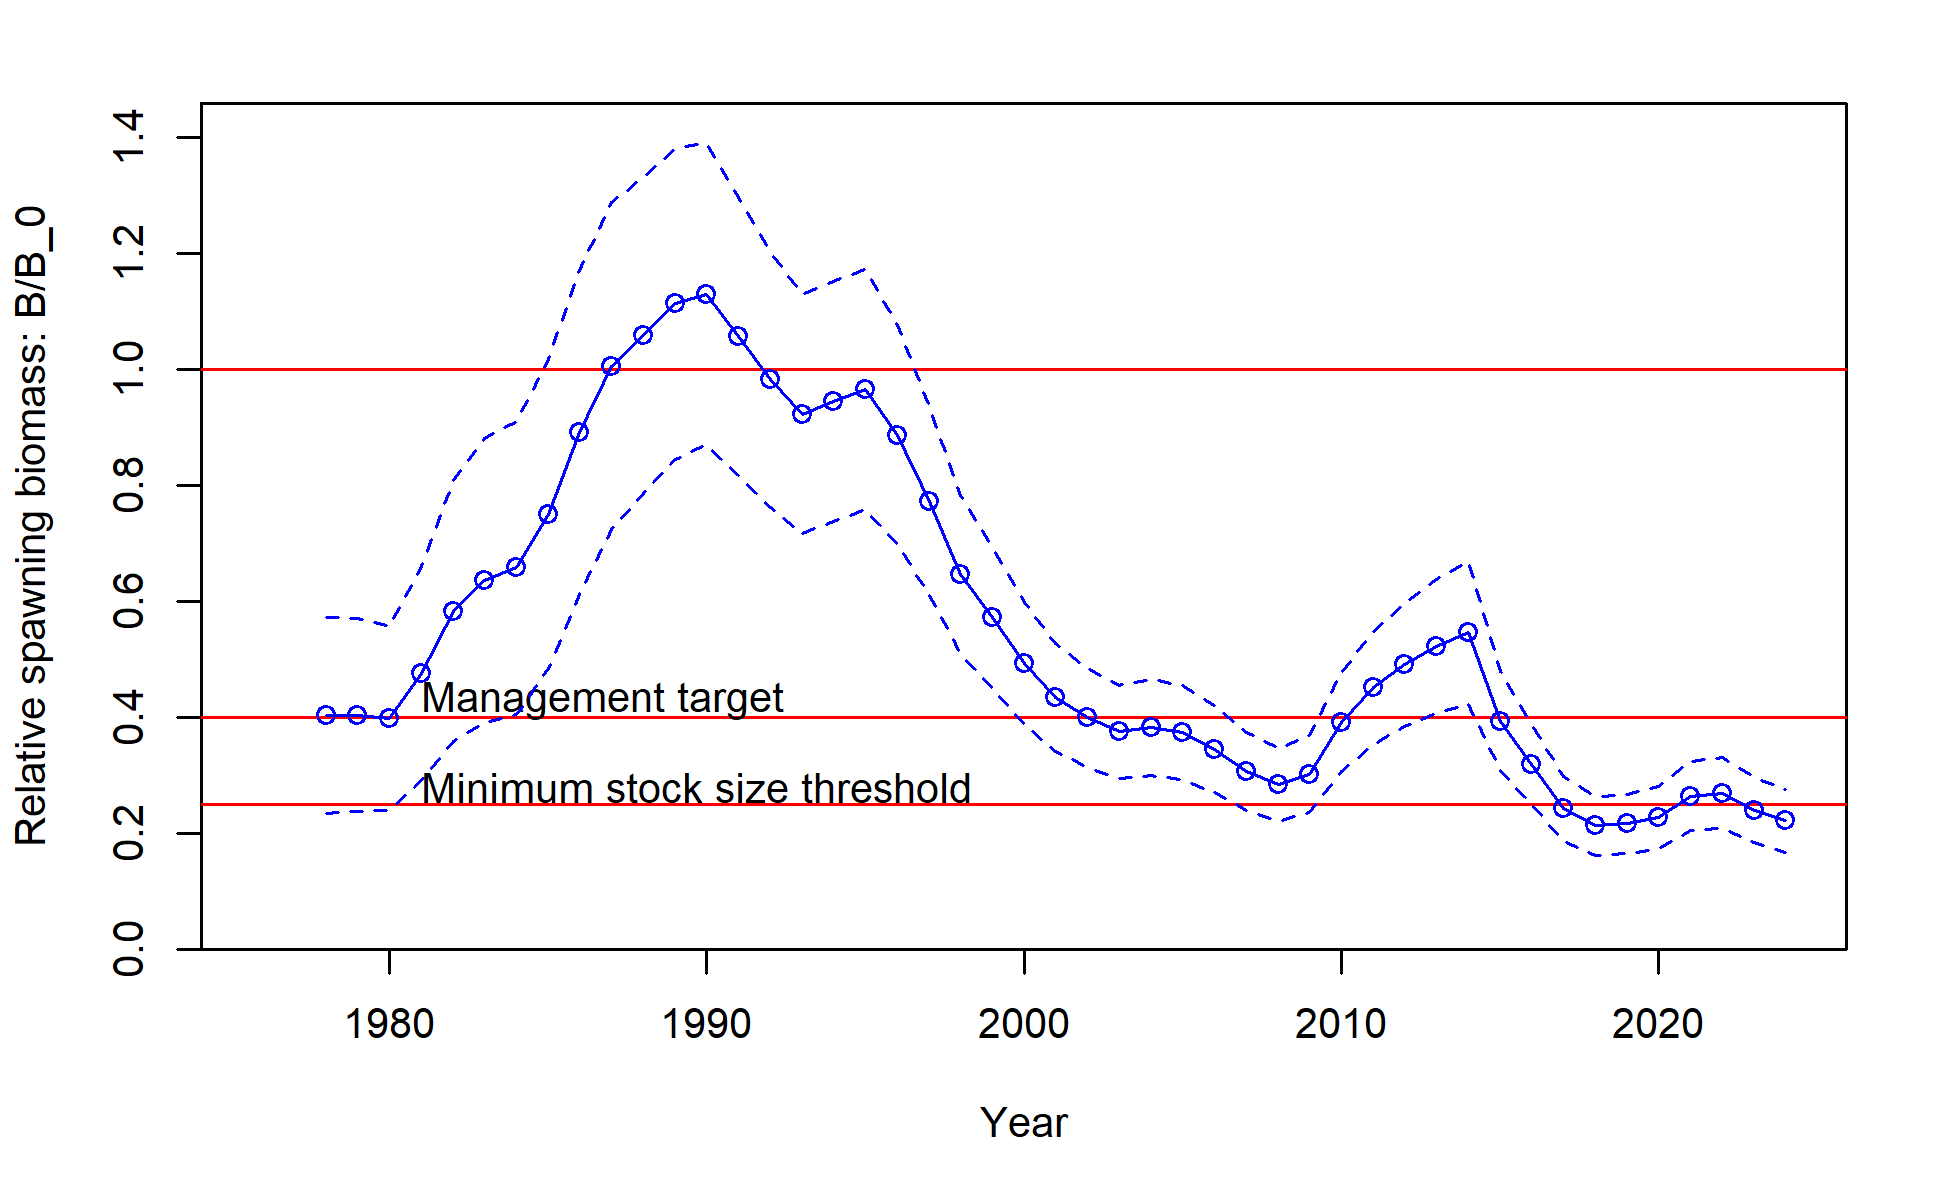 Relative spawning biomass: B/B_0
1.4
1.2
1.0
0.8
0.6
0.4
0.2
0.0
Management target
Minimum stock size threshold
1980 1990 2000 2010 2020
Year